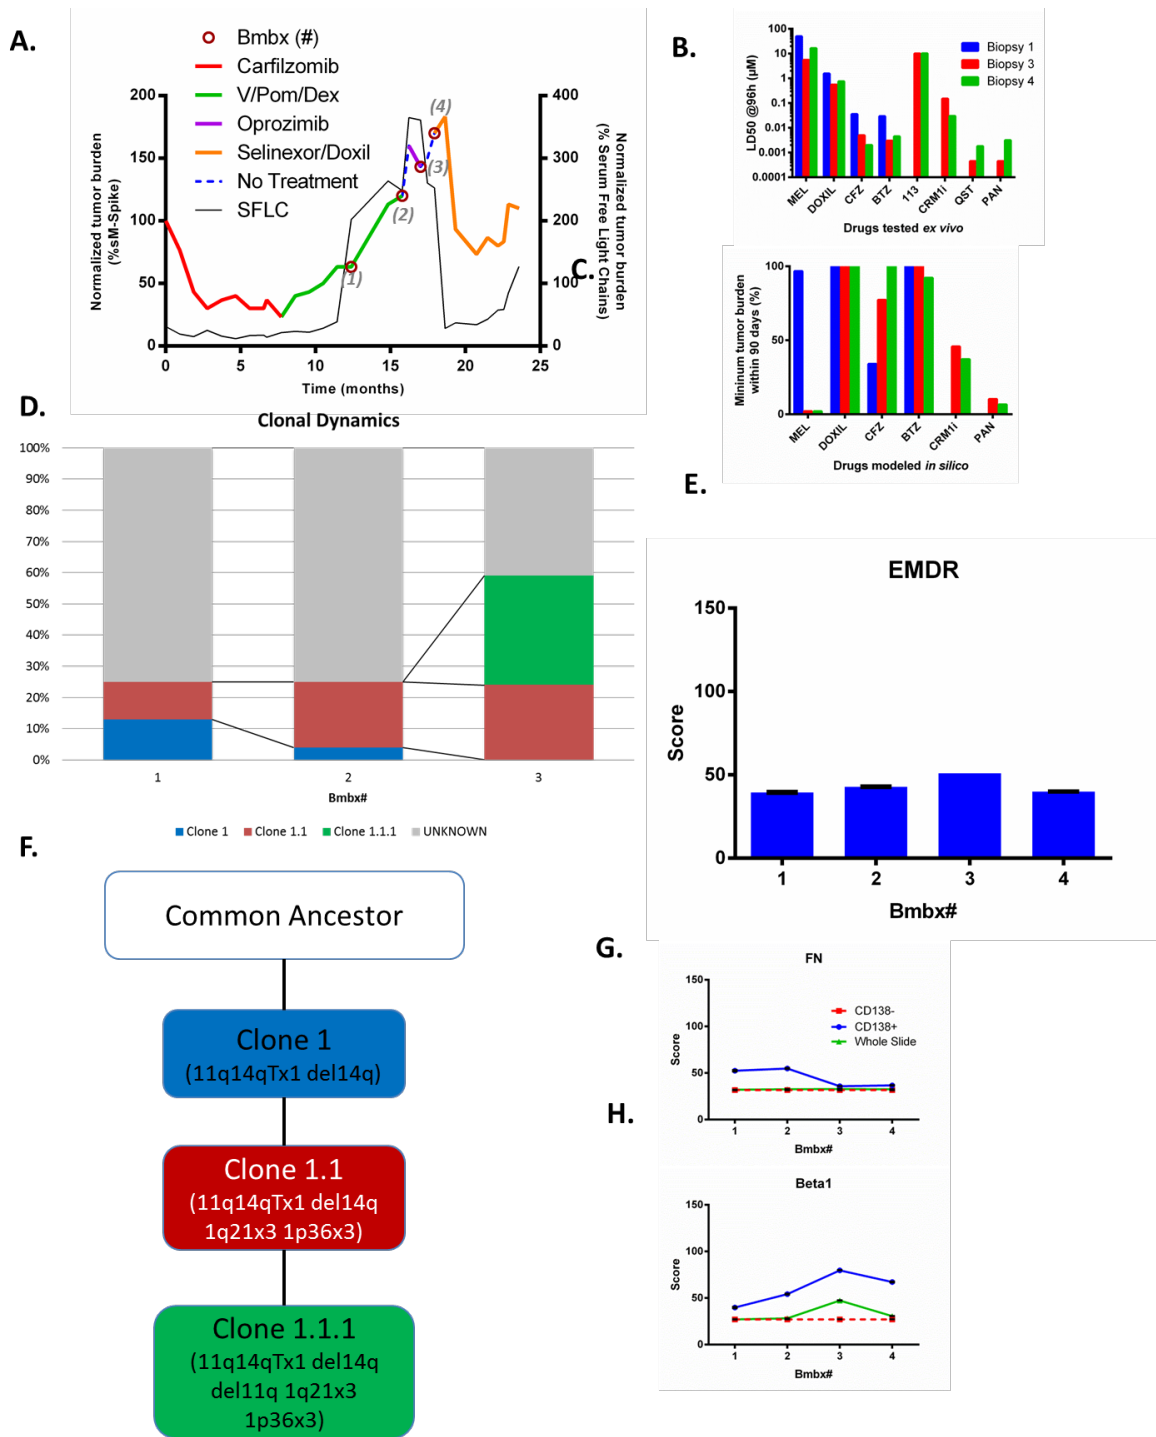 A.
Bmbx (#)
Carfilzomib
V/Pom/Dex
Oprozimib
Selinexor/Doxil
No Treatment
SFLC
Normalized tumor burden
(%sM-Spike)
200
150
100
50
0
400
300
200
100
0
Normalized tumor burden
(% Serum Free Light Chains)
(1)
(2)
(3)
(4)
0 5 10 15 20 25
Time (months)
B.
LD50 @96h (µM)
100
10
1
0.1
0.01
0.001
0.0001
Biopsy 1
Biopsy 3
Biopsy 4
MEL DOXIL CFZ BTZ 113 CRM1i QST PAN
Drugs tested ex vivo
C.
Mininum tumor burden
within 90 days (%)
100
50
0
MEL DOXIL CFZ BTZ CRM1i PAN
Drugs modeled in silico
D.
Clonal Dynamics
100%
90%
80%
70%
60%
50%
40%
30%
20%
10%
0%
1 2 3
Bmbx#
Clone 1 Clone 1.1 Clone 1.1.1 UNKNOWN
E.
EMDR
Score
150
100
50
0
1 2 3 4
Bmbx#
F.
Common Ancestor
Clone 1
(11q14qTx1 del14q)
Clone 1.1
(11q14qTx1 del14q
1q21x3 1p36x3)
Clone 1.1.1
(11q14qTx1 del14q
del11q 1q21x3
1p36x3)
G.
FN
Score
150
100
50
0
CD138-
CD138+
Whole Slide
1 2 3 4
Bmbx#
H.
Beta1
Score
150
100
50
0
1 2 3 4
Bmbx#